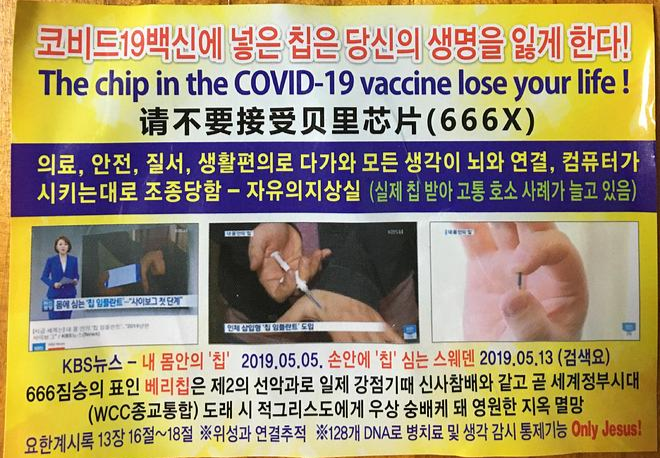 코비드19백신에 넣은 칩은 당신의 생명을 잃게 한다!
The chip in the COVID-19 vaccine lose your life !
请不要接受贝里芯片(666X)
의료, 안전, 질서, 생활편의로 다가와 모든 생각이 뇌와 연결, 컴퓨터가
시키는대로 조종당함 – 자유의지상실 (실제 칩 받아 고통 호소 사례가 늘고 있음)
KBS
몸에 심는 '칩 임플란트'…"사이보그 첫 단계"
내 몸안의 '칩'
KBS
인체 삽입형 '칩 임플란트' 도입
내 몸안의 '칩'
KBS뉴스 – 내 몸안의 '칩' 2019.05.05. 손안에 '칩' 심는 스웨덴 2019.05.13 (검색요)
666짐승의 표인 베리칩은 제2의 선악과로 일제 강점기때 신사참배와 같고 곧 세계정부시대
(WCC종교통합) 도래 시 적그리스도에게 우상 숭배케 돼 영원한 지옥 멸망
요한계시록 13장 16절~18절 ※위성과 연결추적 ※128개 DNA로 병치료 및 생각 감시 통제기능 Only Jesus!